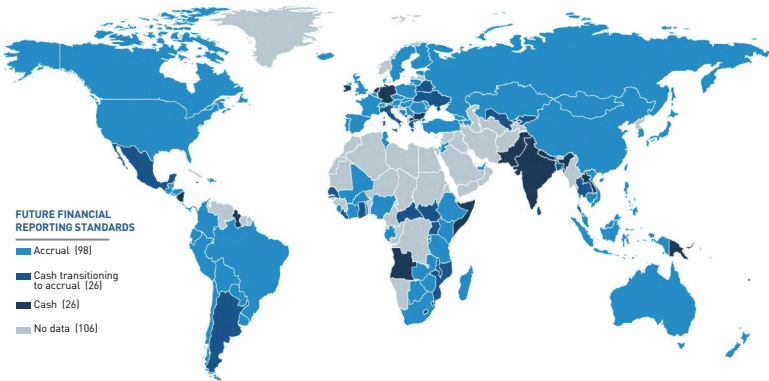 FUTURE FINANCIAL
REPORTING STANDARDS
Accrual (98)
Cash transitioning
to accrual (26)
Cash (26)
No data (106)